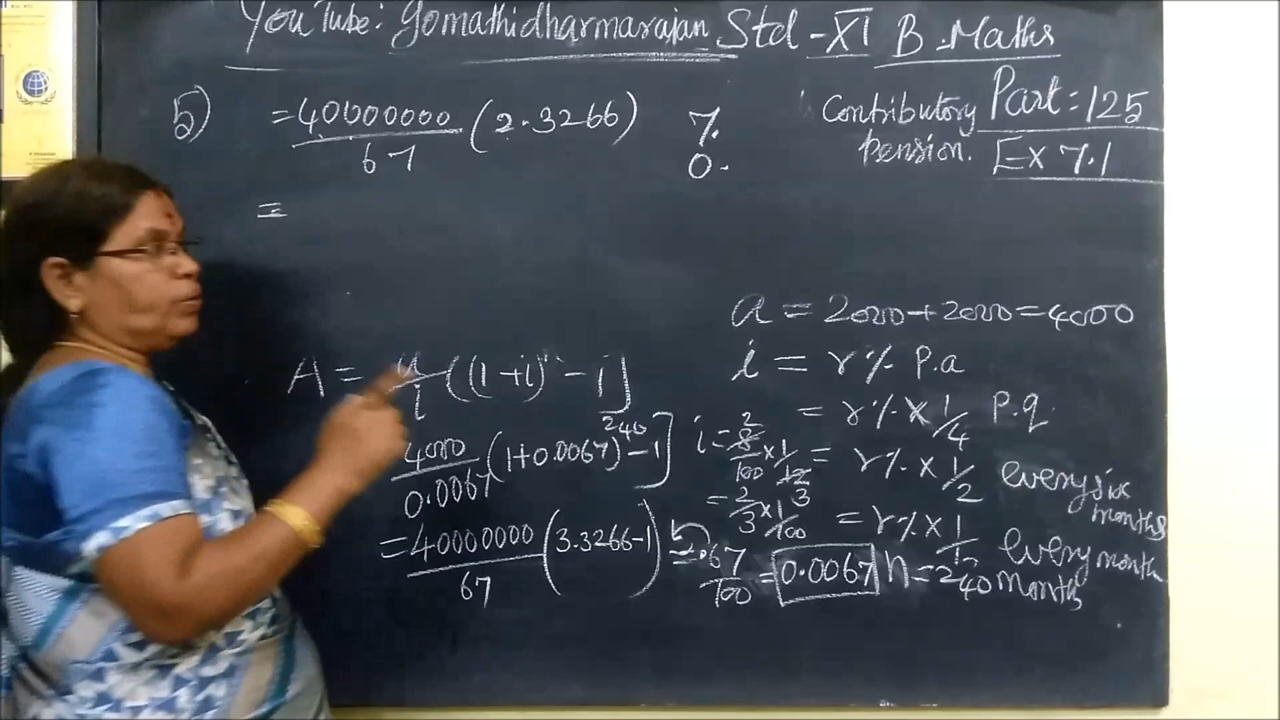 YouTube: gomathidharmarajan Std -XI B.Maths
Contributory Pension. Part: 125
Ex 7.1
5) = 40000000/67 (2.3266)
7.
0.
=
a = 2000+2000=4000
i = r% p.a
= r% × 1/4 p.q
= r% × 1/2 every six months
= r% × 1/12 every month
n=240 months
A = a/i [(1+i)^n - 1]
4000/0.0067 [(1+0.0067)^240 - 1]
= 40000000/67 (3.3266-1)
i = 8/100 × 1/12
= 2/3 × 1/100
= .67/100 = 0.0067